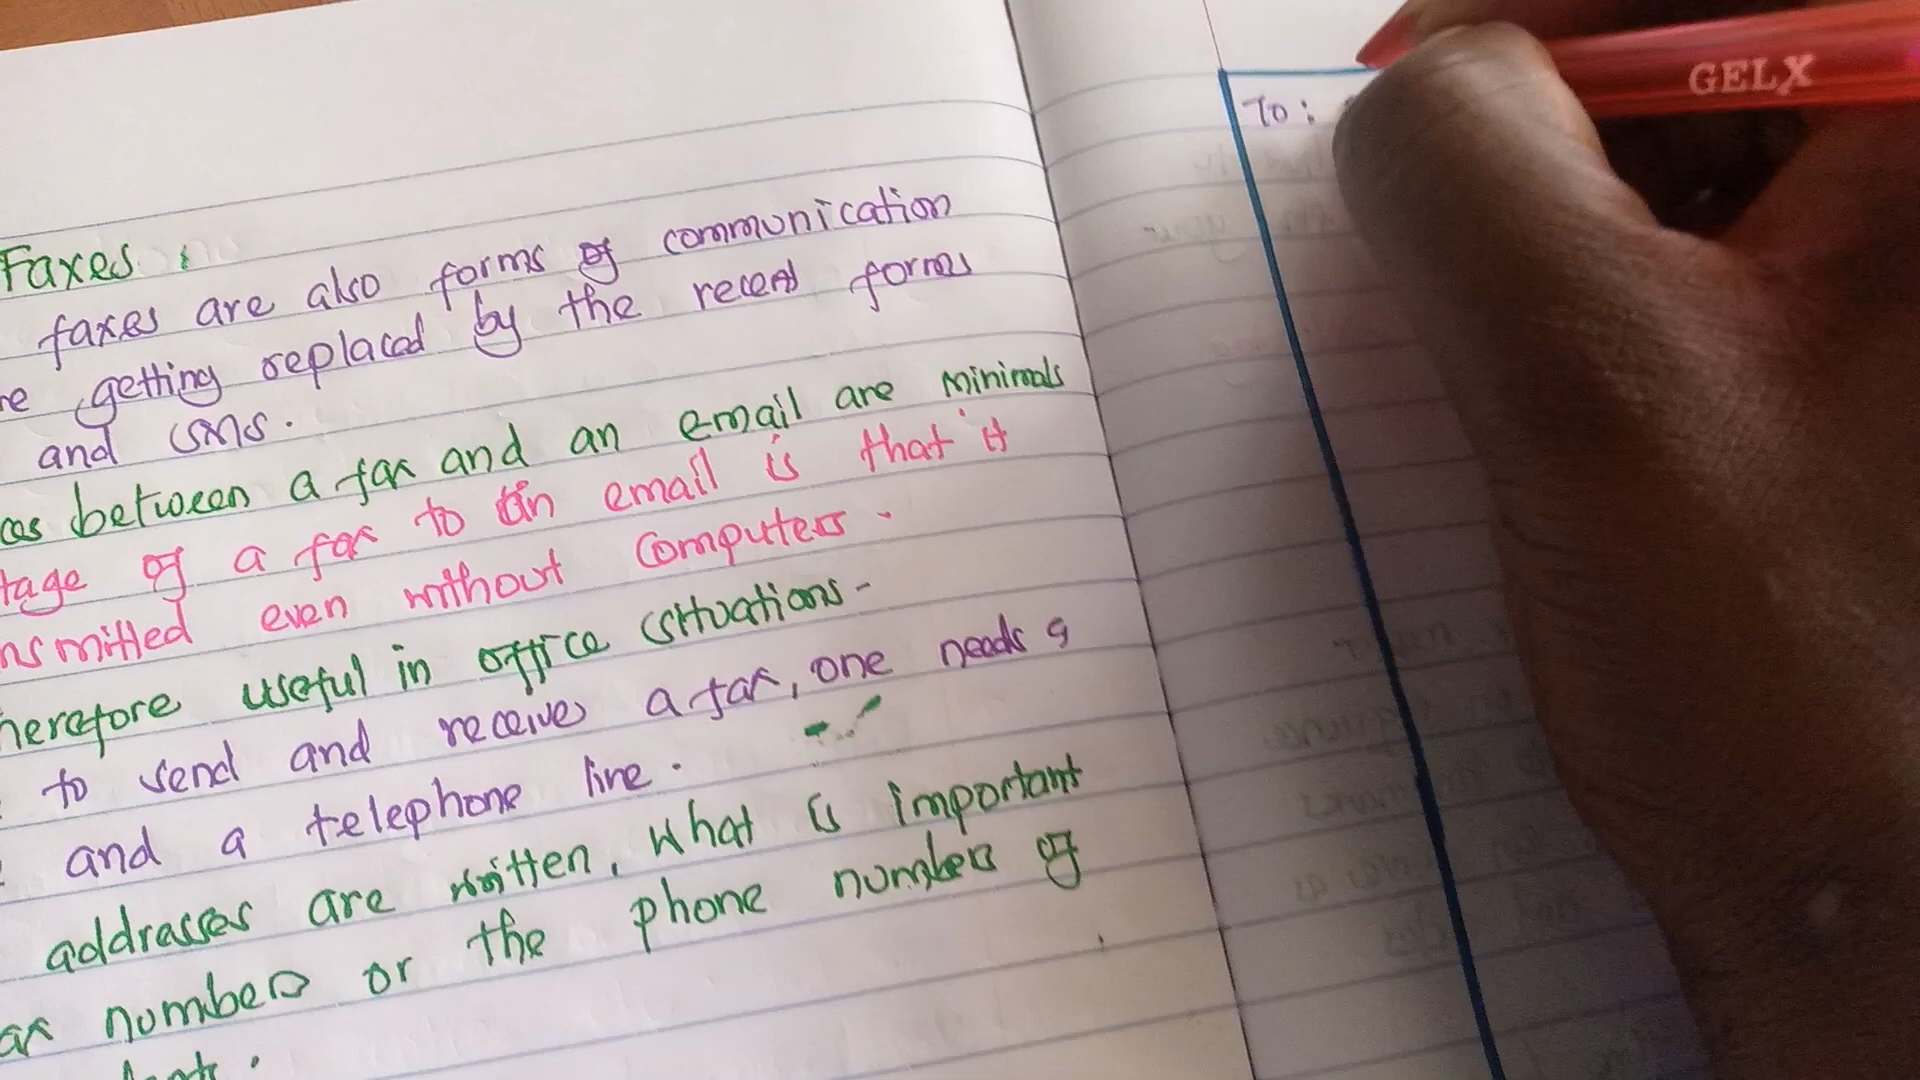 Faxes :
faxes are also forms of communication
re getting replaced by the recent forms
and sms.
ces between a fax and an email are minimals
tage of a fax to an email is that it
nsmitted even without computers.
herefore useful in office situations-
to send and receive a fax, one needs a
and a telephone line.
addresses are written, what is important
ax number or the phone number of
To:
GELX